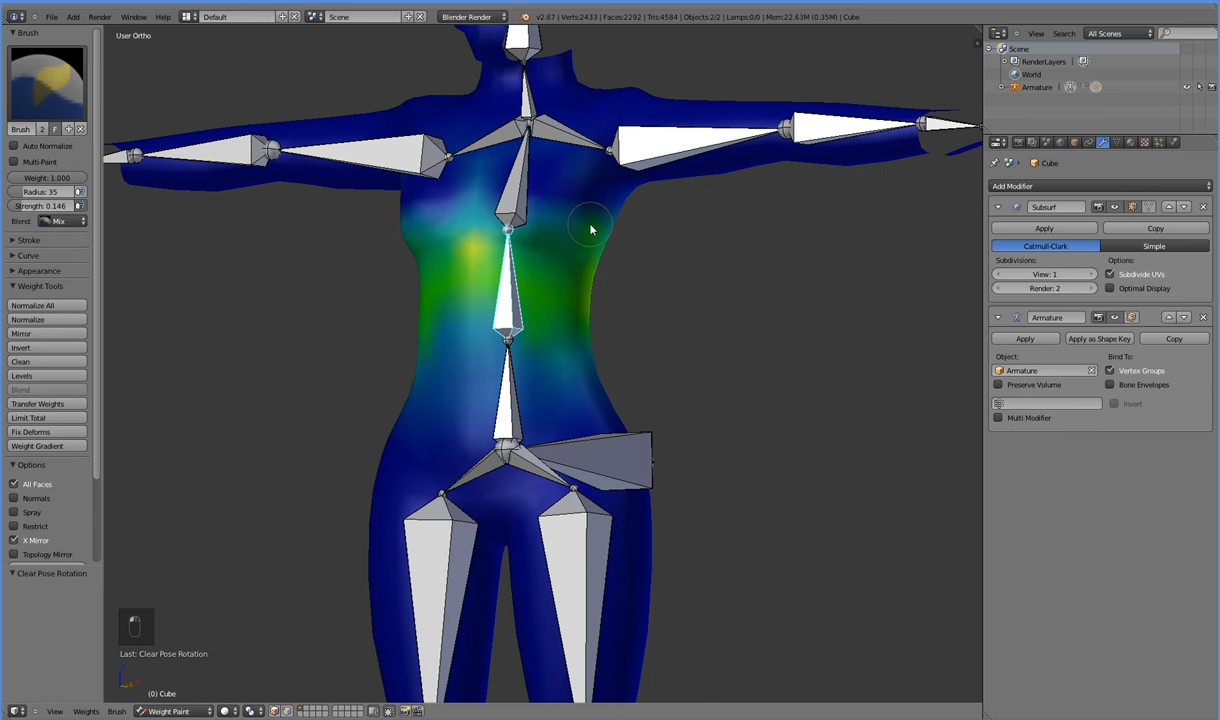 File Add Render Window Help Default Scene Blender Render v2.67 | Verts:2433 | Faces:2292 | Tris:4584 | Objects:2/2 | Lamps:0/0 | Mem:22.63M (0.35M) | Cube
Brush
Brush 2 F
Auto Normalize
Multi-Paint
Weight: 1.000
Radius: 35
Strength: 0.146
Blend: Mix
Stroke
Curve
Appearance
Weight Tools
Normalize All
Normalize
Mirror
Invert
Clean
Levels
Blend
Transfer Weights
Limit Total
Fix Deforms
Weight Gradient
Options
All Faces
Normals
Spray
Restrict
X Mirror
Topology Mirror
Clear Pose Rotation
User Ortho
Last: Clear Pose Rotation
(0) Cube
View Weights Brush Weight Paint
View Search All Scenes
Scene
RenderLayers
World
Armature
Cube
Add Modifier
Subsurf
Apply Copy
Catmull-Clark Simple
Subdivisions: Options:
View: 1 Subdivide UVs
Render: 2 Optimal Display
Armature
Apply Apply as Shape Key Copy
Object: Bind To:
Armature Vertex Groups
Preserve Volume Bone Envelopes
Invert
Multi Modifier